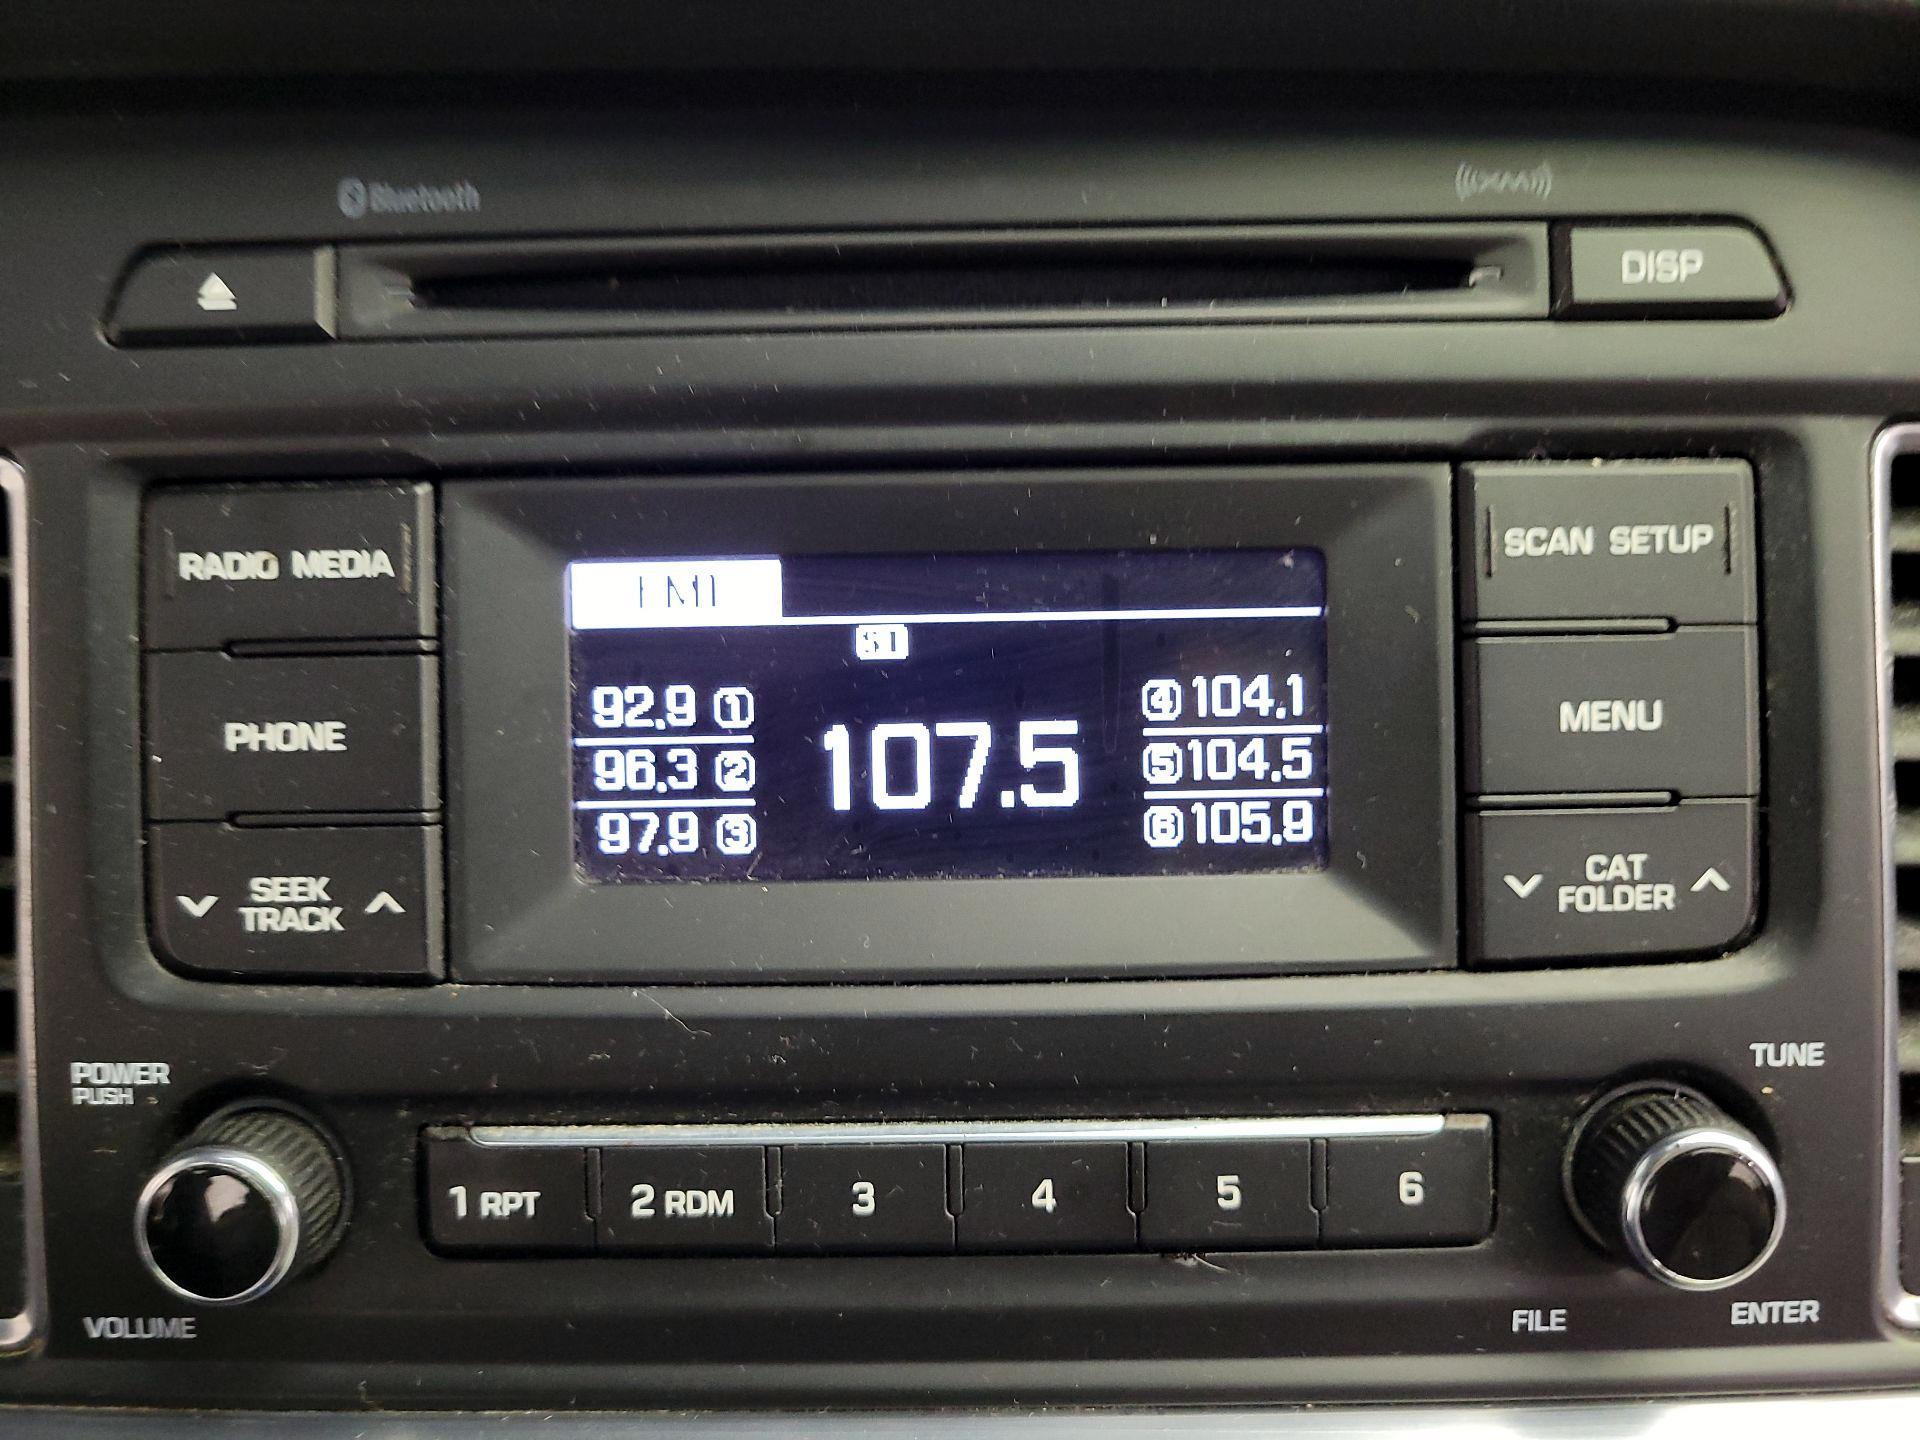 Bluetooth
((XM))
DISP
RADIO MEDIA
SCAN SETUP
FM1
ST
92.9 1
4 104.1
PHONE
MENU
96.3 2
107.5
5 104.5
97.9 3
6 105.9
SEEK
TRACK
CAT
FOLDER
POWER
PUSH
TUNE
1 RPT
2 RDM
3
4
5
6
VOLUME
FILE
ENTER